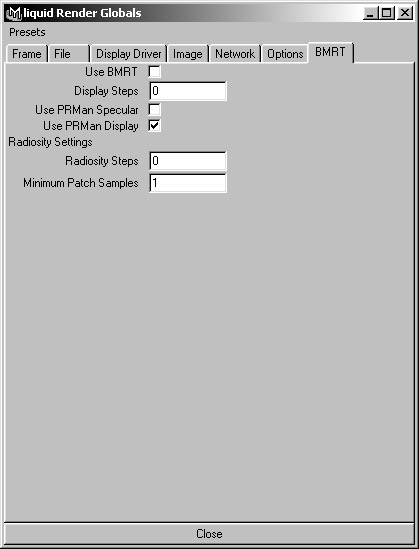 liquid Render Globals
Presets
Frame File Display Driver Image Network Options BMRT
Use BMRT
Display Steps 0
Use PRMan Specular
Use PRMan Display
Radiosity Settings
Radiosity Steps 0
Minimum Patch Samples 1
Close